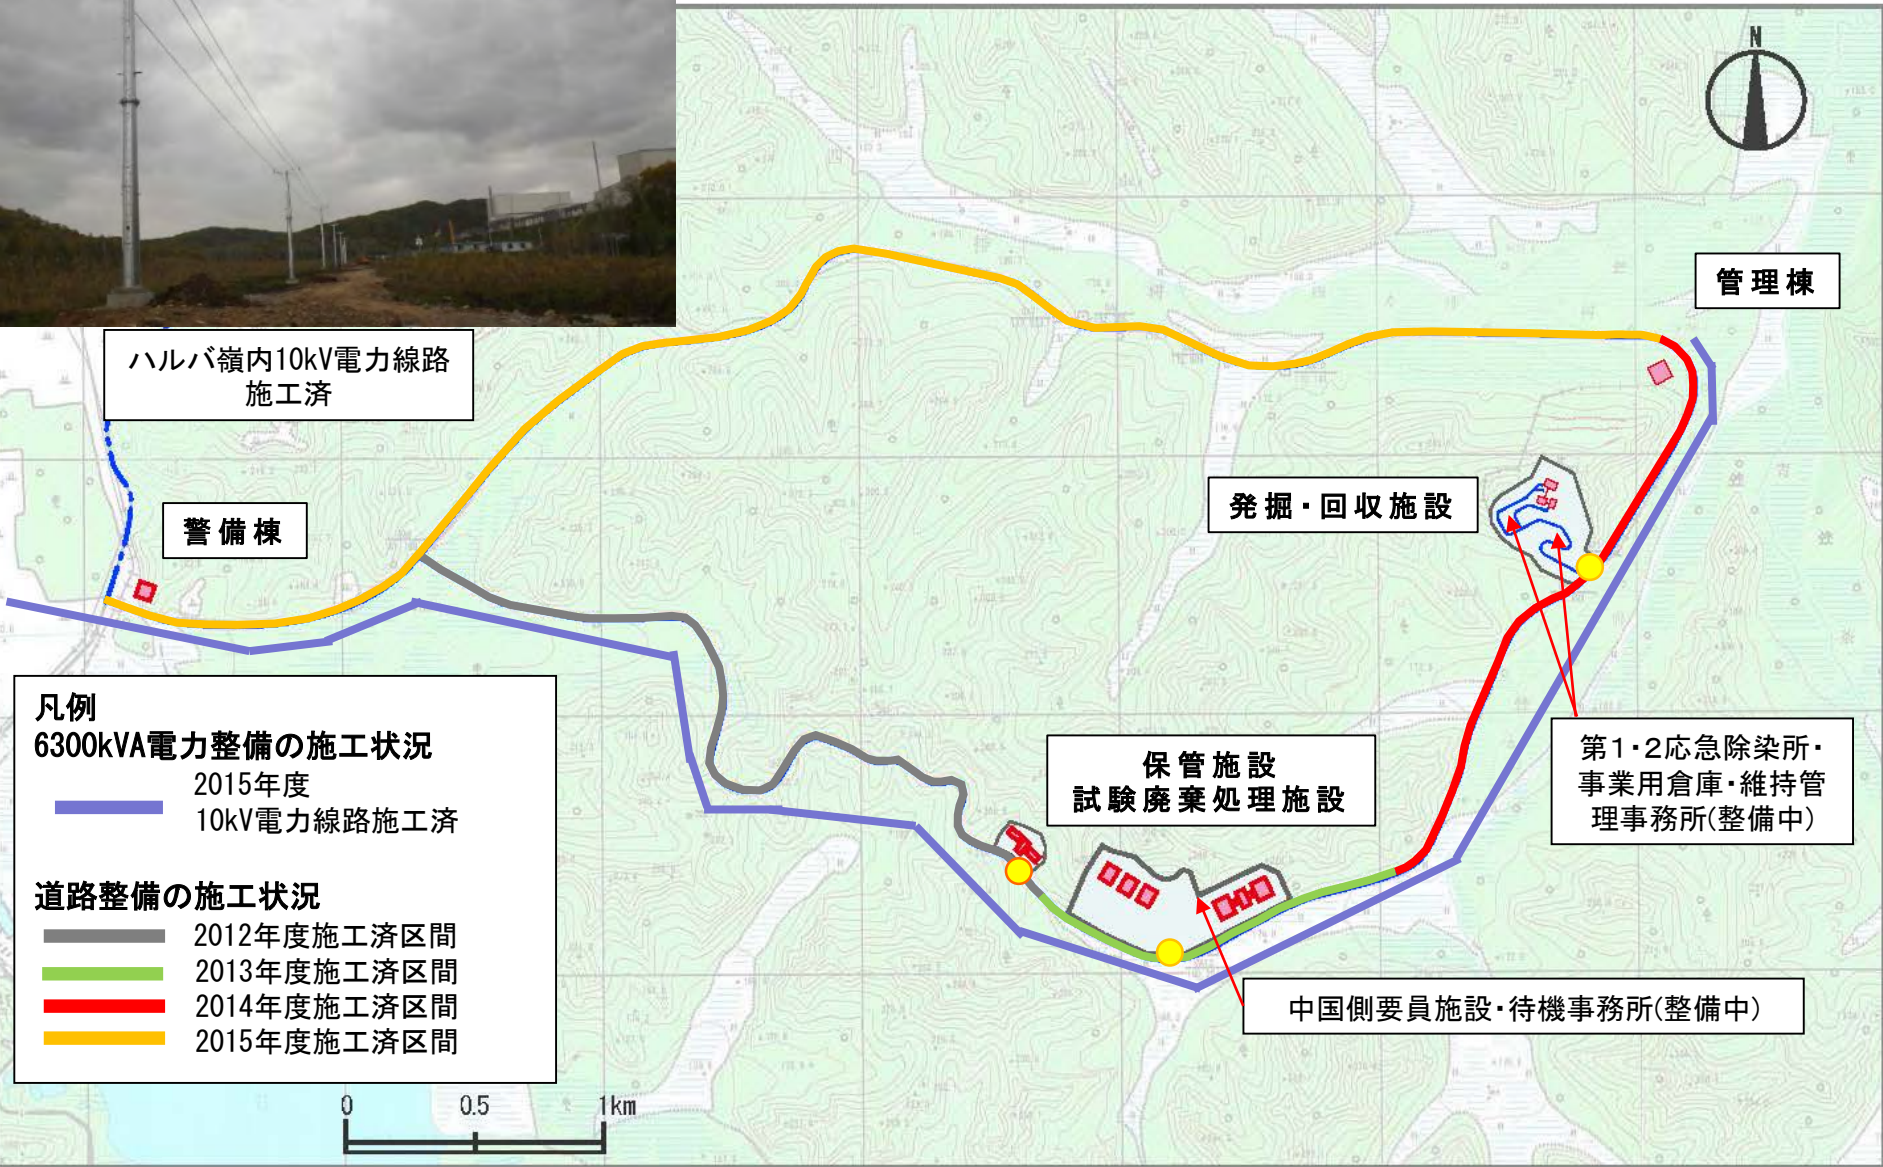 N
管理棟
ハルバ嶺内10kV電力線路
施工済
発掘・回収施設
警備棟
凡例
6300kVA電力整備の施工状況
2015年度
10kV電力線路施工済
道路整備の施工状況
2012年度施工済区間
2013年度施工済区間
2014年度施工済区間
2015年度施工済区間
保管施設
試験廃棄処理施設
第1・2応急除染所・
事業用倉庫・維持管
理事務所(整備中)
中国側要員施設・待機事務所(整備中)
0 0.5 1km